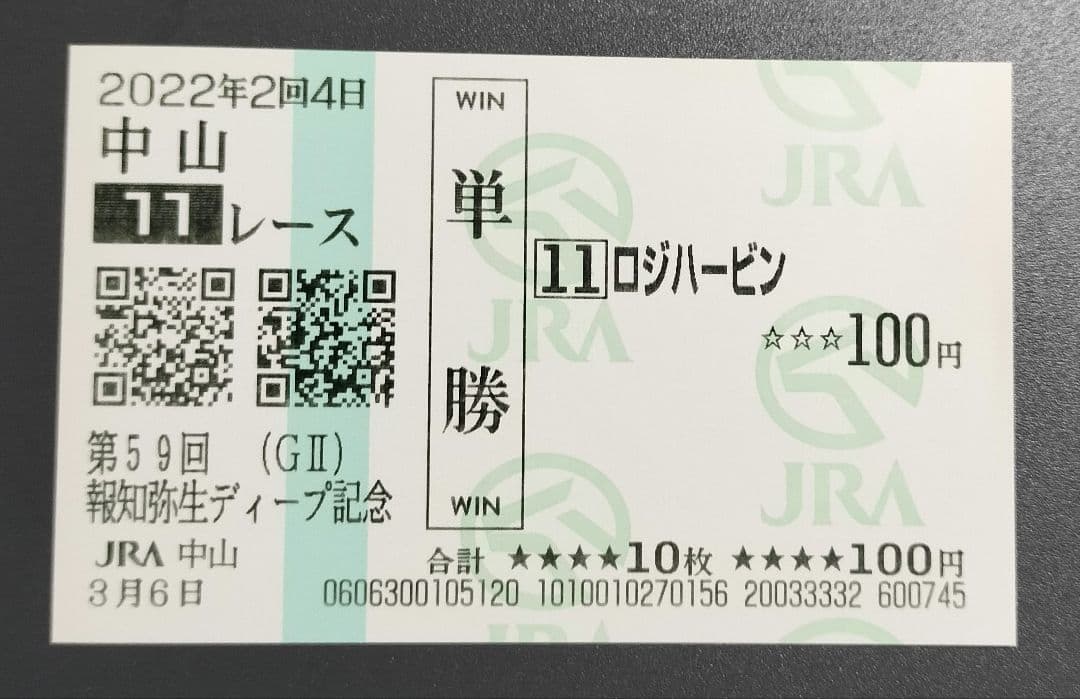 2022年2回4日
中山
11レース
第59回 (GⅡ)
報知弥生ディープ記念
JRA 中山
3月6日
WIN
単勝
WIN
11ロジハービン
☆☆☆100円
合計 ★★★★10枚 ★★★★100円
0606300105120 1010010270156 20033332 600745
JRA
JRA
JRA